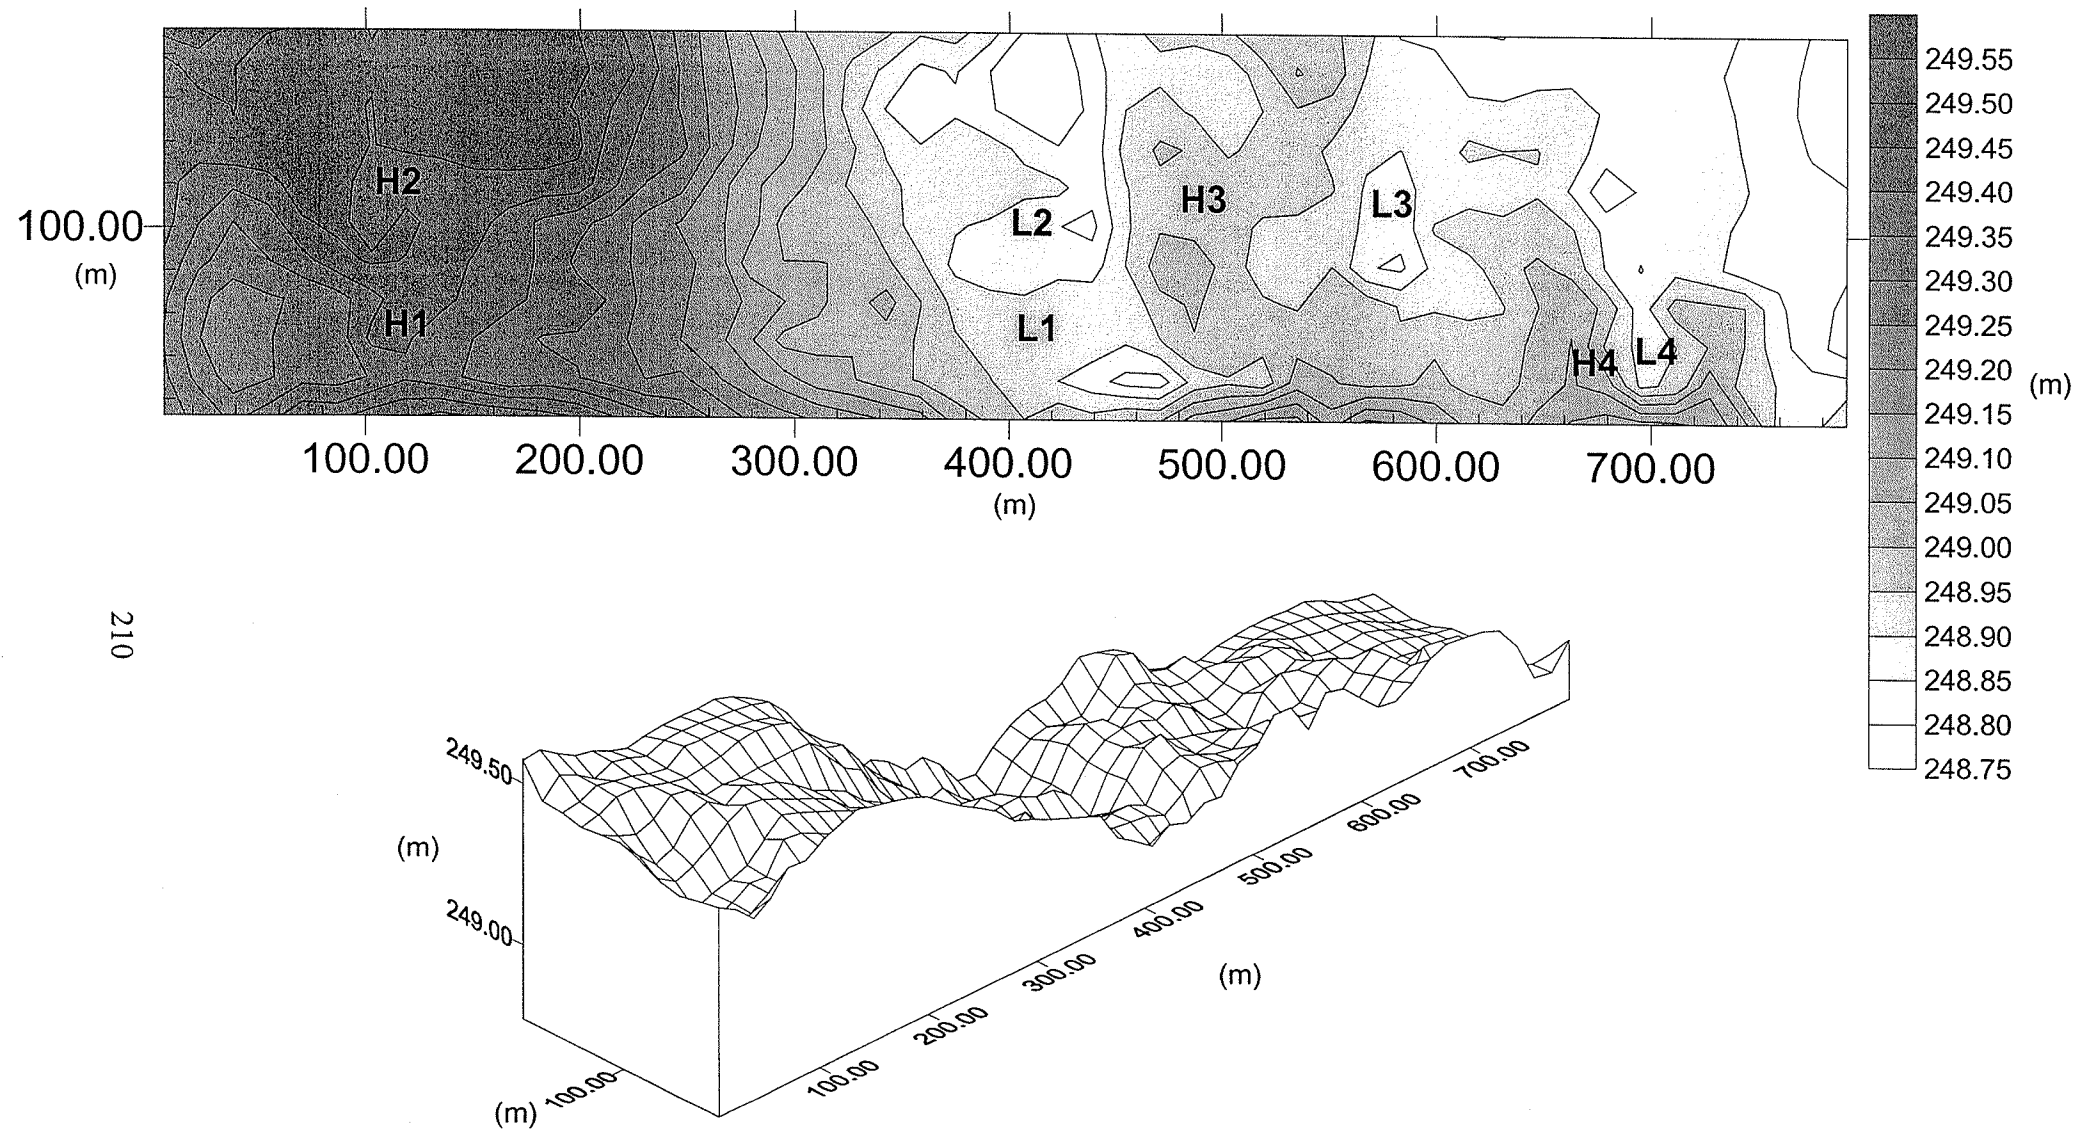 H2
H1
L2
L1
H3
L3
H4
L4
100.00
(m)
100.00 200.00 300.00 400.00 500.00 600.00 700.00
(m)
249.55
249.50
249.45
249.40
249.35
249.30
249.25
249.20
249.15
249.10
249.05
249.00
248.95
248.90
248.85
248.80
248.75
(m)
210
249.50
(m)
249.00
100.00
(m)
100.00
200.00
300.00
400.00
500.00
600.00
700.00
(m)